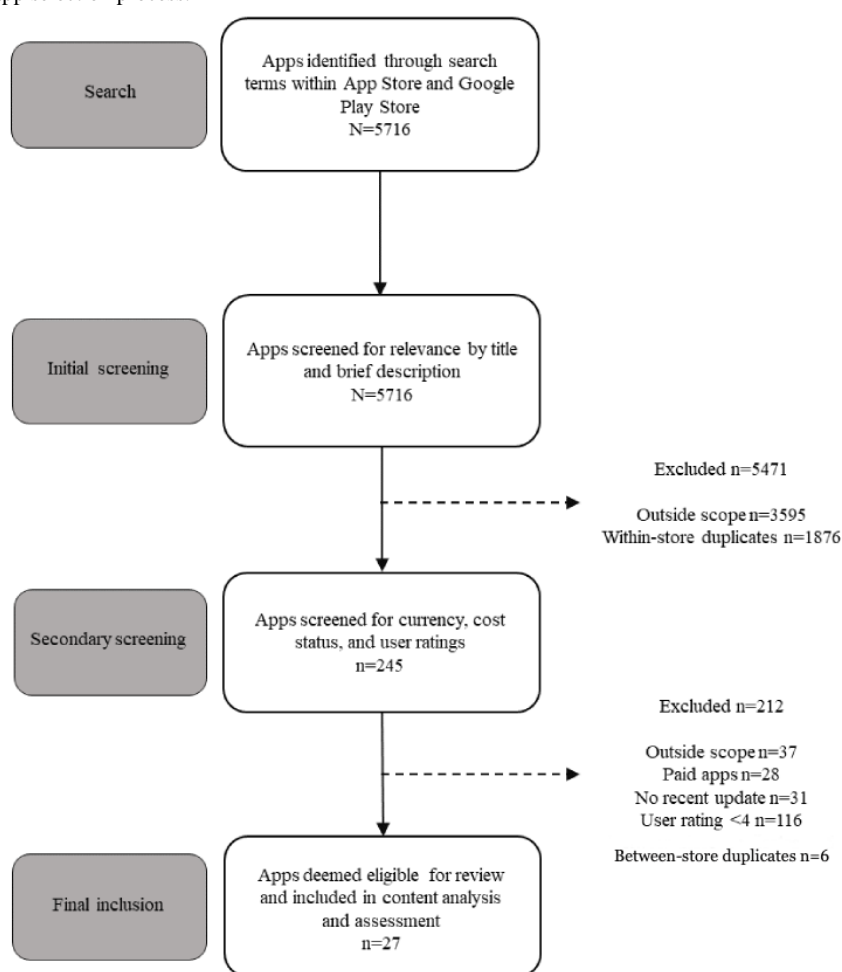 Search
Apps identified through search
terms within App Store and Google
Play Store
N=5716
Initial screening
Apps screened for relevance by title
and brief description
N=5716
Excluded n=5471
Outside scope n=3595
Within-store duplicates n=1876
Secondary screening
Apps screened for currency, cost
status, and user ratings
n=245
Excluded n=212
Outside scope n=37
Paid apps n=28
No recent update n=31
User rating <4 n=116
Between-store duplicates n=6
Final inclusion
Apps deemed eligible for review
and included in content analysis
and assessment
n=27